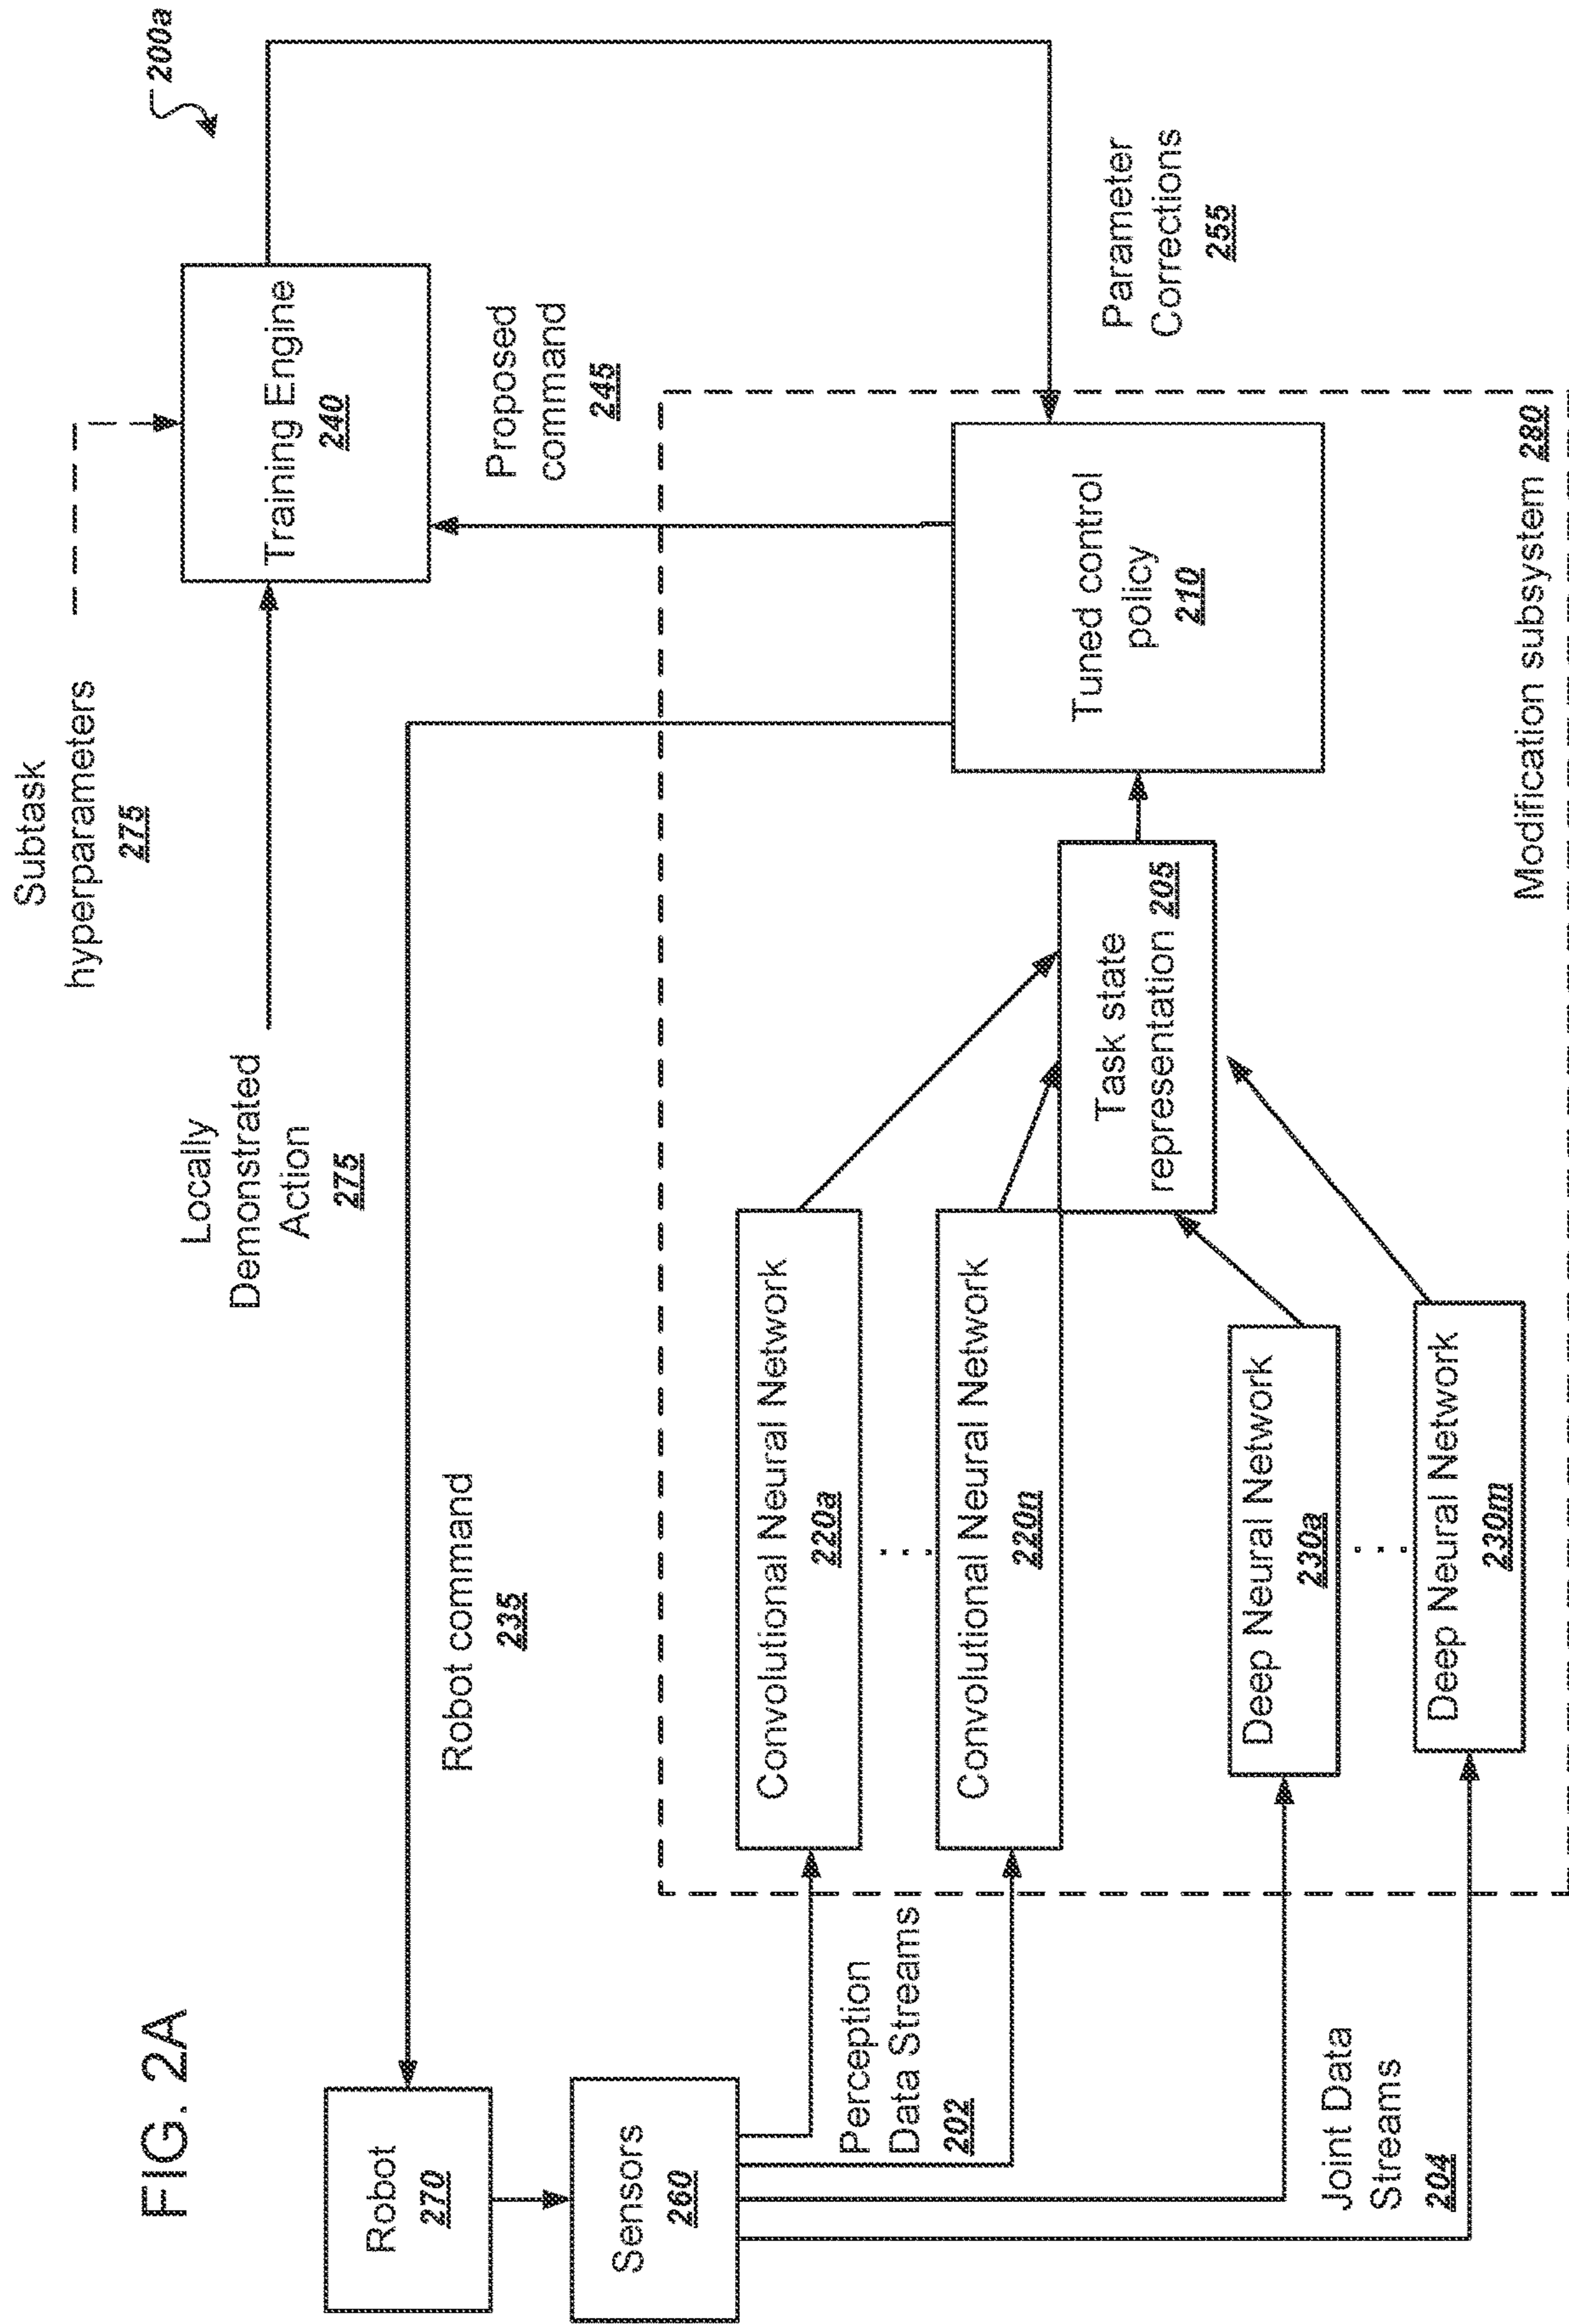 FIG. 2A
200a
Subtask
hyperparameters
275
Locally
Demonstrated
Action
275
Training Engine
240
Robot
270
Robot command
235
Proposed
command
245
Sensors
260
Perception
Data Streams
202
Convolutional Neural Network
220a
. . .
Convolutional Neural Network
220n
Task state
representation 205
Tuned control
policy
210
Parameter
Corrections
255
Joint Data
Streams
204
Deep Neural Network
230a
. . .
Deep Neural Network
230m
Modification subsystem 280